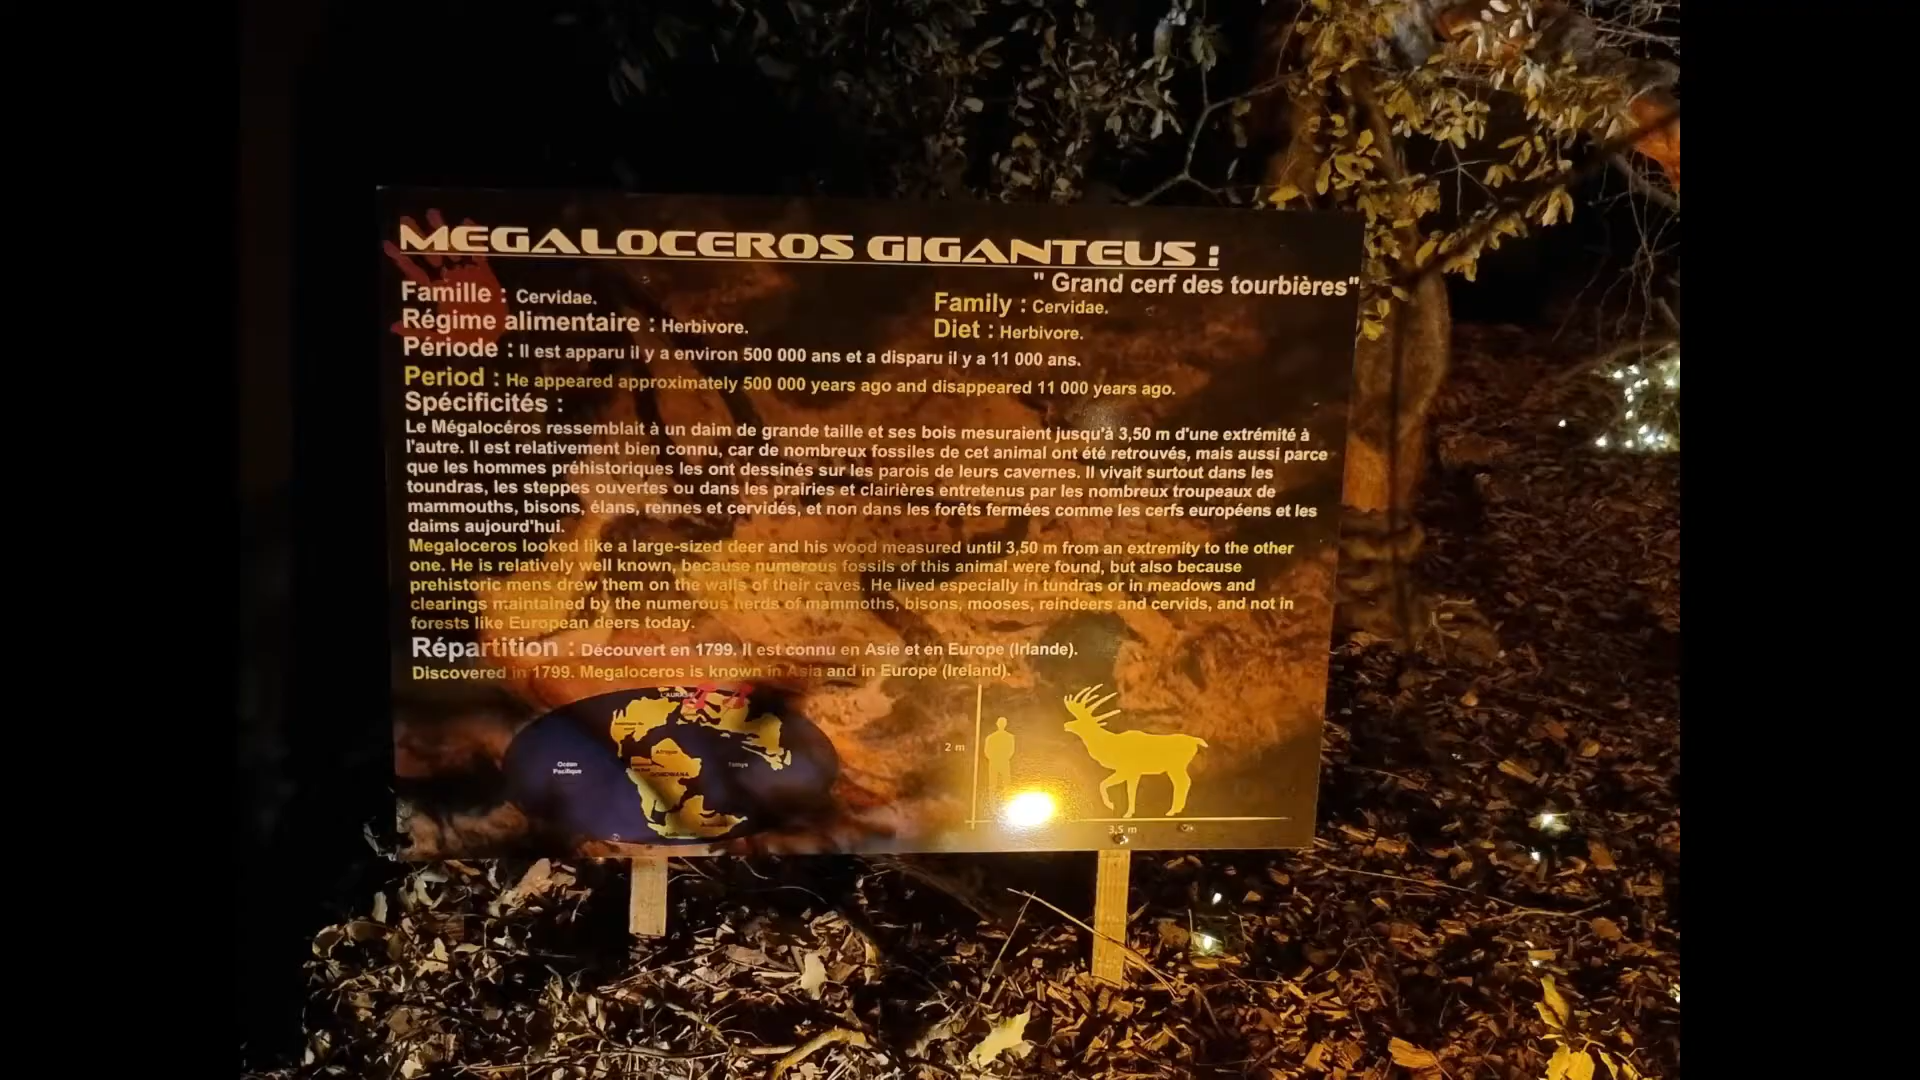 MEGALOCEROS GIGANTEUS :
" Grand cerf des tourbières"
Famille : Cervidae.
Régime alimentaire : Herbivore.
Family : Cervidae.
Diet : Herbivore.
Période : Il est apparu il y a environ 500 000 ans et a disparu il y a 11 000 ans.
Period : He appeared approximately 500 000 years ago and disappeared 11 000 years ago.
Spécificités :
Le Mégalocéros ressemblait à un daim de grande taille et ses bois mesuraient jusqu'à 3,50 m d'une extrémité à
l'autre. Il est relativement bien connu, car de nombreux fossiles de cet animal ont été retrouvés, mais aussi parce
que les hommes préhistoriques les ont dessinés sur les parois de leurs cavernes. Il vivait surtout dans les
toundras, les steppes ouvertes ou dans les prairies et clairières entretenus par les nombreux troupeaux de
mammouths, bisons, élans, rennes et cervidés, et non dans les forêts fermées comme les cerfs européens et les
daims aujourd'hui.
Megaloceros looked like a large-sized deer and his wood measured until 3,50 m from an extremity to the other
one. He is relatively well known, because numerous fossils of this animal were found, but also because
prehistoric mens drew them on the walls of their caves. He lived especially in tundras or in meadows and
clearings maintained by the numerous herds of mammoths, bisons, mooses, reindeers and cervids, and not in
forests like European deers today.
Répartition : Découvert en 1799. Il est connu en Asie et en Europe (Irlande).
Discovered in 1799. Megaloceros is known in Asia and in Europe (Ireland).
Océan
Pacifique
Afrique
Téthys
2 m
3,5 m